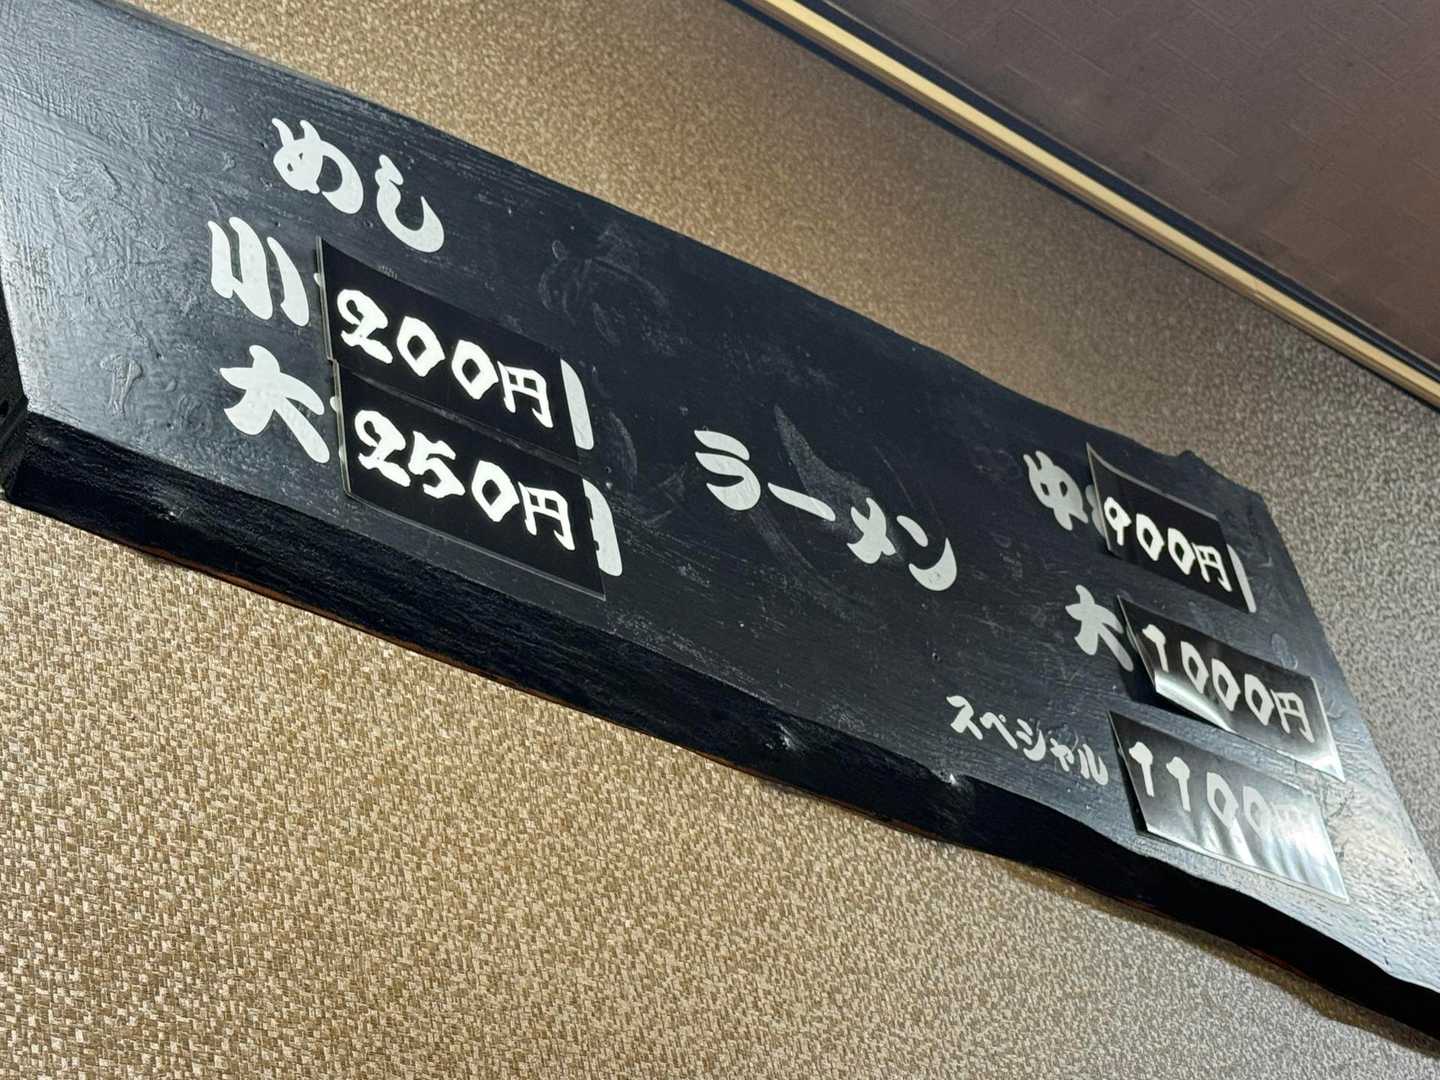 めし
小 200円
大 250円
ラーメン
中 900円
大 1000円
スペシャル 1100円